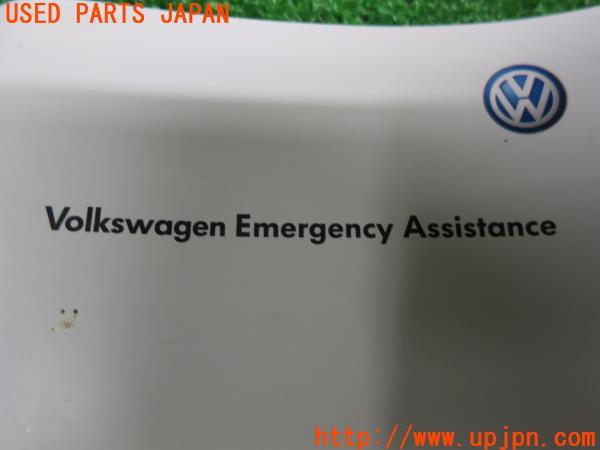 USED PARTS JAPAN
Volkswagen Emergency Assistance
http://www.upjpn.com